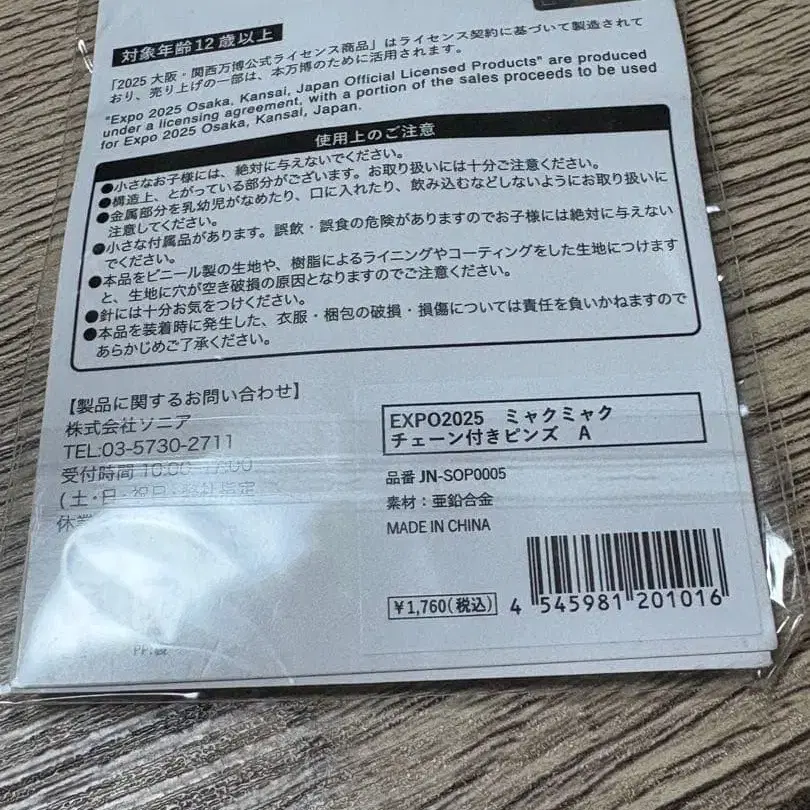 対象年齢12歳以上
「2025 大阪・関西万博公式ライセンス商品」はライセンス契約に基づいて製造されて
おり、売り上げの一部は、本万博のために活用されます。
"Expo 2025 Osaka, Kansai, Japan Official Licensed Products" are produced
under a licensing agreement, with a portion of the sales proceeds to be used
for Expo 2025 Osaka, Kansai, Japan.
使用上のご注意
●小さなお子様には、絶対に与えないでください。
●構造上、とがっている部分がございます。お取り扱いには十分ご注意ください。
●金属部分を乳幼児がなめたり、口に入れたり、飲み込むなどしないようにお取り扱いに
注意してください。
●小さな付属品があります。誤飲・誤食の危険がありますのでお子様には絶対に与えない
でください。
●本品をビニール製の生地や、樹脂によるライニングやコーティングをした生地につけます
と、生地に穴が空き破損の原因となりますのでご注意ください。
●針には十分お気をつけください。
●本品を装着時に発生した、衣服・梱包の破損・損傷については責任を負いかねますので
あらかじめご了承ください。
【製品に関するお問い合わせ】
株式会社ソニア
TEL:03-5730-2711
受付時間 10:00-17:00
(土・日・祝日・弊社指定
休業
EXPO2025 ミャクミャク
チェーン付きピンズ A
品番 JN-SOP0005
素材：亜鉛合金
MADE IN CHINA
￥1,760(税込)
4 545981 201016